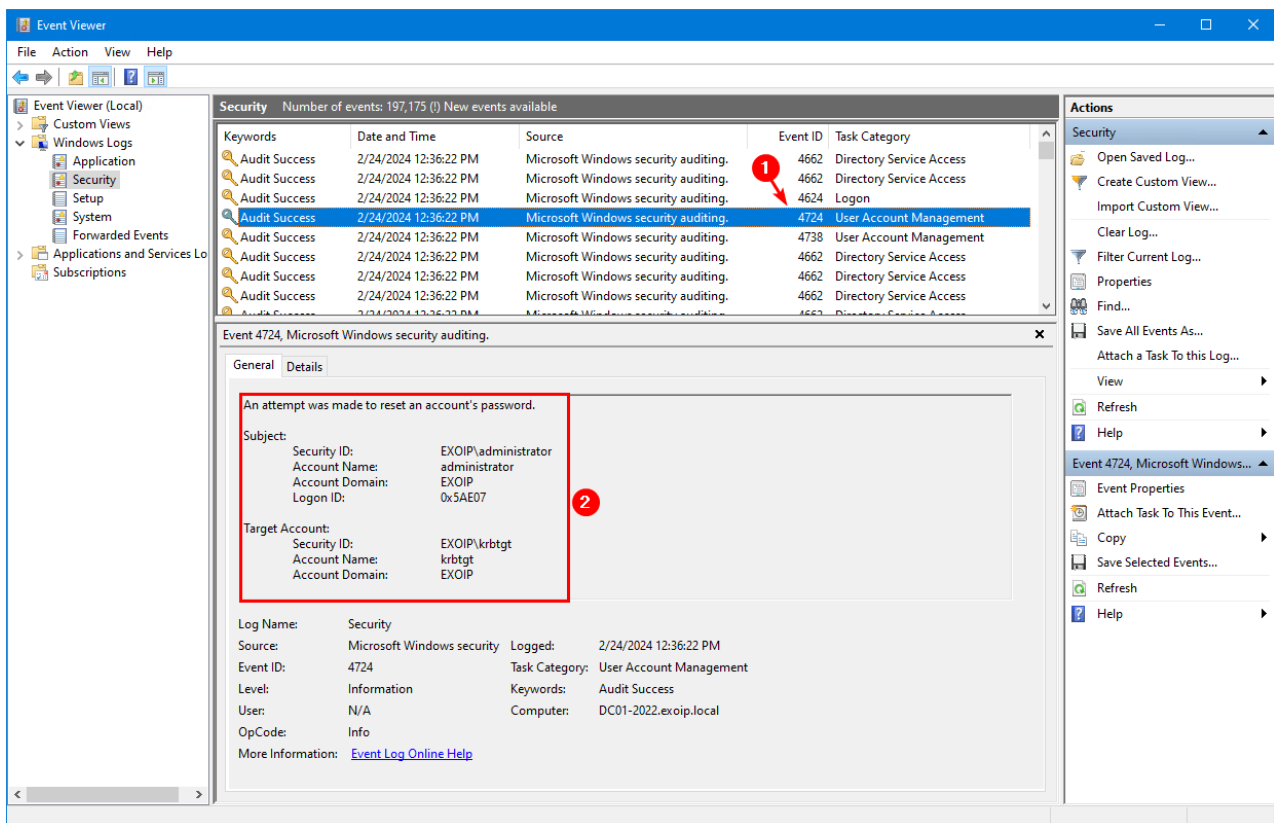 Event Viewer
File Action View Help
Event Viewer (Local)
Custom Views
Windows Logs
Application
Security
Setup
System
Forwarded Events
Applications and Services Lo
Subscriptions
Security Number of events: 197,175 (!) New events available
Keywords Date and Time Source Event ID Task Category
Audit Success 2/24/2024 12:36:22 PM Microsoft Windows security auditing. 4662 Directory Service Access
Audit Success 2/24/2024 12:36:22 PM Microsoft Windows security auditing. 4662 Directory Service Access
Audit Success 2/24/2024 12:36:22 PM Microsoft Windows security auditing. 4624 Logon
Audit Success 2/24/2024 12:36:22 PM Microsoft Windows security auditing. 4724 User Account Management
Audit Success 2/24/2024 12:36:22 PM Microsoft Windows security auditing. 4738 User Account Management
Audit Success 2/24/2024 12:36:22 PM Microsoft Windows security auditing. 4662 Directory Service Access
Audit Success 2/24/2024 12:36:22 PM Microsoft Windows security auditing. 4662 Directory Service Access
Audit Success 2/24/2024 12:36:22 PM Microsoft Windows security auditing. 4662 Directory Service Access
1
Event 4724, Microsoft Windows security auditing.
General Details
An attempt was made to reset an account's password.
Subject:
Security ID: EXOIP\administrator
Account Name: administrator
Account Domain: EXOIP
Logon ID: 0x5AE07
2
Target Account:
Security ID: EXOIP\krbtgt
Account Name: krbtgt
Account Domain: EXOIP
Log Name: Security
Source: Microsoft Windows security Logged: 2/24/2024 12:36:22 PM
Event ID: 4724 Task Category: User Account Management
Level: Information Keywords: Audit Success
User: N/A Computer: DC01-2022.exoip.local
OpCode: Info
More Information: Event Log Online Help
Actions
Security
Open Saved Log...
Create Custom View...
Import Custom View...
Clear Log...
Filter Current Log...
Properties
Find...
Save All Events As...
Attach a Task To this Log...
View
Refresh
Help
Event 4724, Microsoft Windows...
Event Properties
Attach Task To This Event...
Copy
Save Selected Events...
Refresh
Help